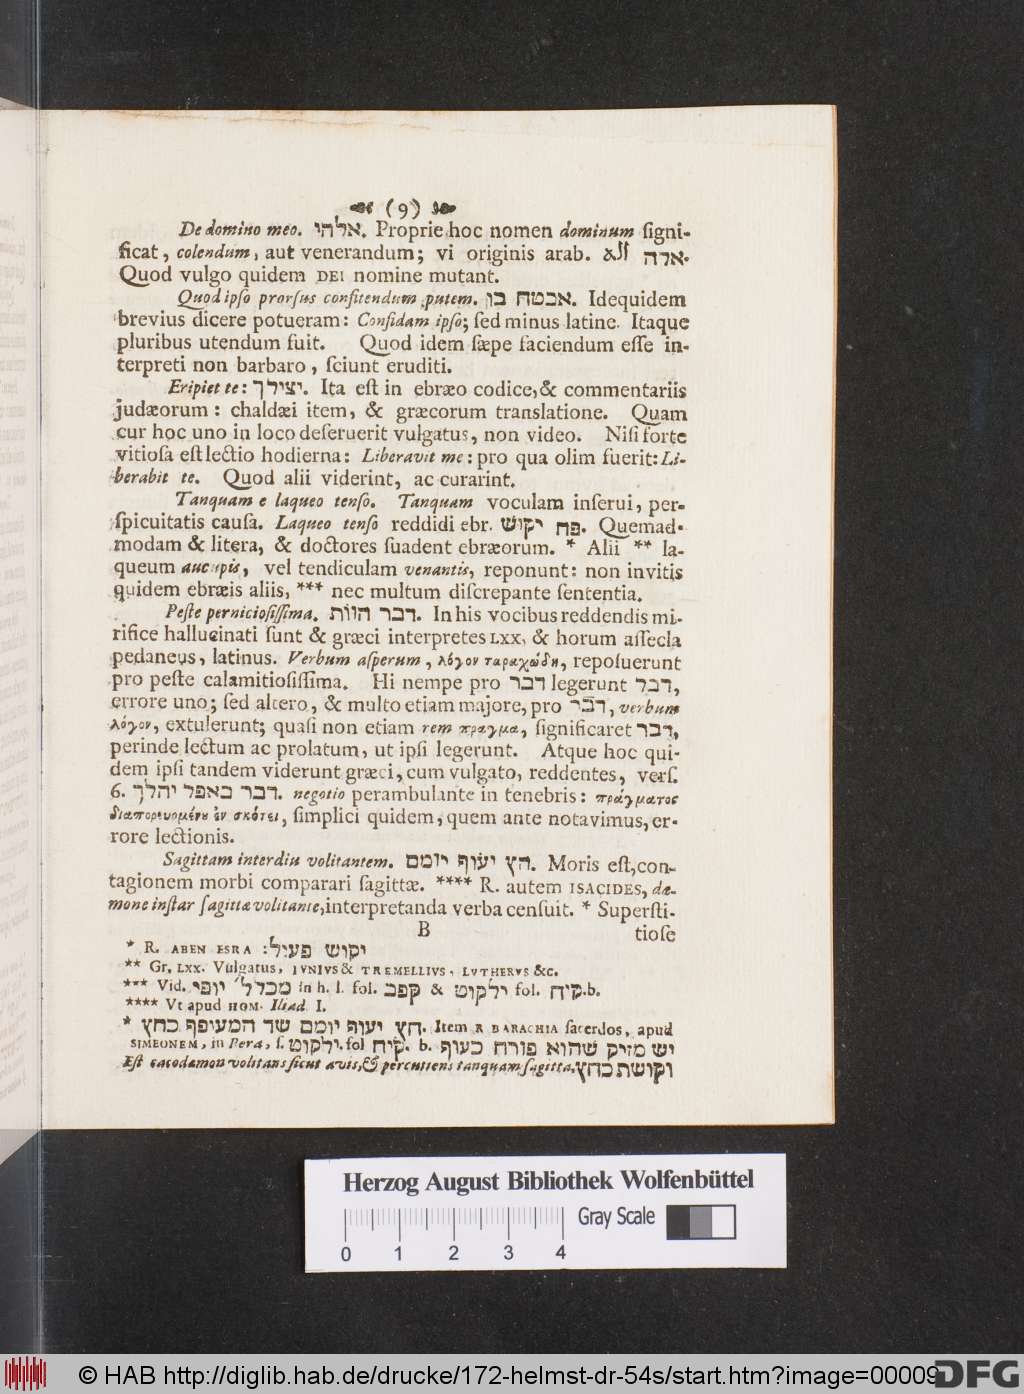 (9)
De domino meo. אלהי. Proprie hoc nomen dominum ſigni-
ficat, colendum, aut venerandum; vi originis arab. אלה
Quod vulgo quidem DEI nomine mutant.
Quod ipſo prorſus confitendum putem. אבטח בו. Idequidem
brevius dicere potueram: Confidam ipſo; ſed minus latine. Itaque
pluribus utendum fuit. Quod idem ſæpe faciendum eſſe in-
terpreti non barbaro, ſciunt eruditi.
Eripiet te: יצילך. Ita eſt in ebræo codice, & commentariis
judæorum: chaldæi item, & græcorum translatione. Quam
cur hoc uno in loco deſeruerit vulgatus, non video. Niſi forte
vitioſa eſt lectio hodierna: Liberavit me: pro qua olim fuerit: Li-
berabit te. Quod alii viderint, ac curarint.
Tanquam e laqueo tenſo. Tanquam voculam inſerui, per-
ſpicuitatis cauſa. Laqueo tenſo reddidi ebr. פח יקוש. Quemad-
modam & litera, & doctores ſuadent ebræorum. * Alii ** la-
queum aucupis, vel tendiculam venantis, reponunt: non invitis
quidem ebræis aliis, *** nec multum diſcrepante ſententia.
Peſte pernicioſiſſima. דבר הוות. In his vocibus reddendis mi-
rifice hallucinati ſunt & græci interpretes LXX, & horum aſſecla
pedaneus, latinus. Verbum aſperum, λόγον ταραχώδη, repoſuerunt
pro peſte calamitioſiſſima. Hi nempe pro דבר legerunt דבר,
errore uno; ſed altero, & multo etiam majore, pro דבר, verbum
λόγον, extulerunt; quaſi non etiam rem πραγμα, ſignificaret דבר,
perinde lectum ac prolatum, ut ipſi legerunt. Atque hoc qui-
dem ipſi tandem viderunt græci, cum vulgato, reddentes, verſ.
6. דבר באפל יהלך. negotio perambulante in tenebris: πράγματος
διαπορευομένου ἐν σκότει, ſimplici quidem, quem ante notavimus, er-
rore lectionis.
Sagittam interdiu volitantem. חץ יעוף יומם. Moris eſt, con-
tagionem morbi comparari ſagittæ. **** R. autem ISACIDES, dæ-
mone inſtar ſagittæ volitante, interpretanda verba cenſuit. * Superſti-
B tioſe
* R. ABEN ESRA: יקוש פעיל
** Gr. LXX. Vulgatus, IVNIVS & TREMELLIVS, LVTHERVS &c.
*** Vid. מכלל יופי in h. l. fol. קפב & ילקוט fol. קיח. b.
**** Vt apud HOM. Iliad. I.
* חץ יעוף יומם שד המעיפף כחץ. Item R BARACHIA ſacerdos, apud
SIMEONEM, in Pera, ſ. ילקוט. fol קיח. b. יש מזיק שהוא פורח כעוף
וקושת כחץ. Eſt cacodæmon volitans ſicut avis, & percutiens tanquam ſagitta.
Herzog August Bibliothek Wolfenbüttel
Gray Scale
0 1 2 3 4
© HAB http://diglib.hab.de/drucke/172-helmst-dr-54s/start.htm?image=00009
DFG